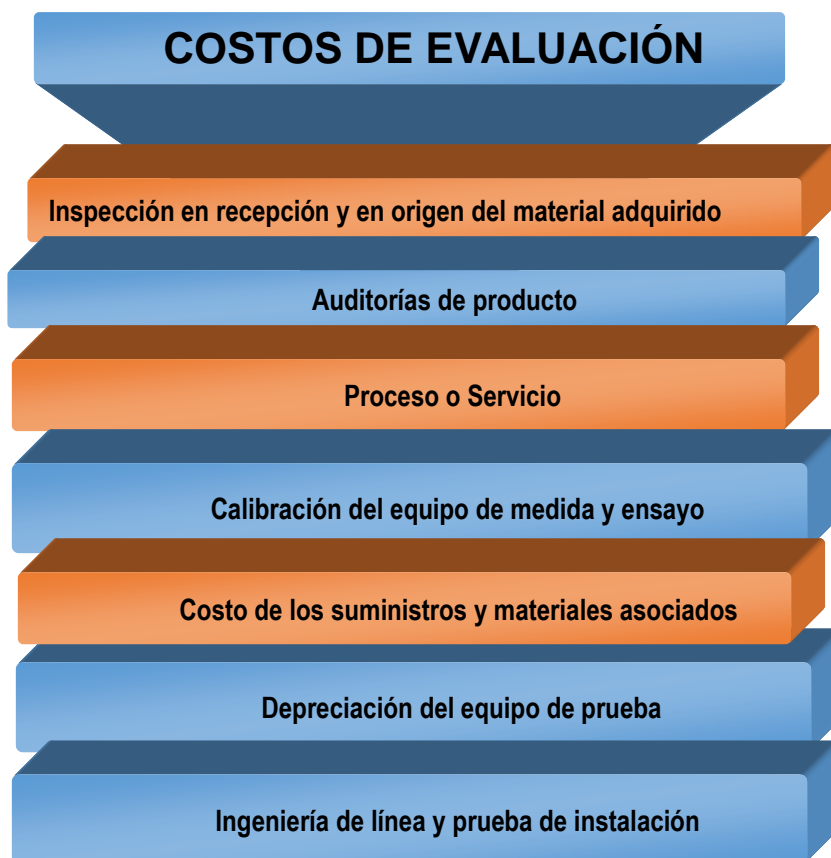 COSTOS DE EVALUACIÓN
Inspección en recepción y en origen del material adquirido
Auditorías de producto
Proceso o Servicio
Calibración del equipo de medida y ensayo
Costo de los suministros y materiales asociados
Depreciación del equipo de prueba
Ingeniería de línea y prueba de instalación